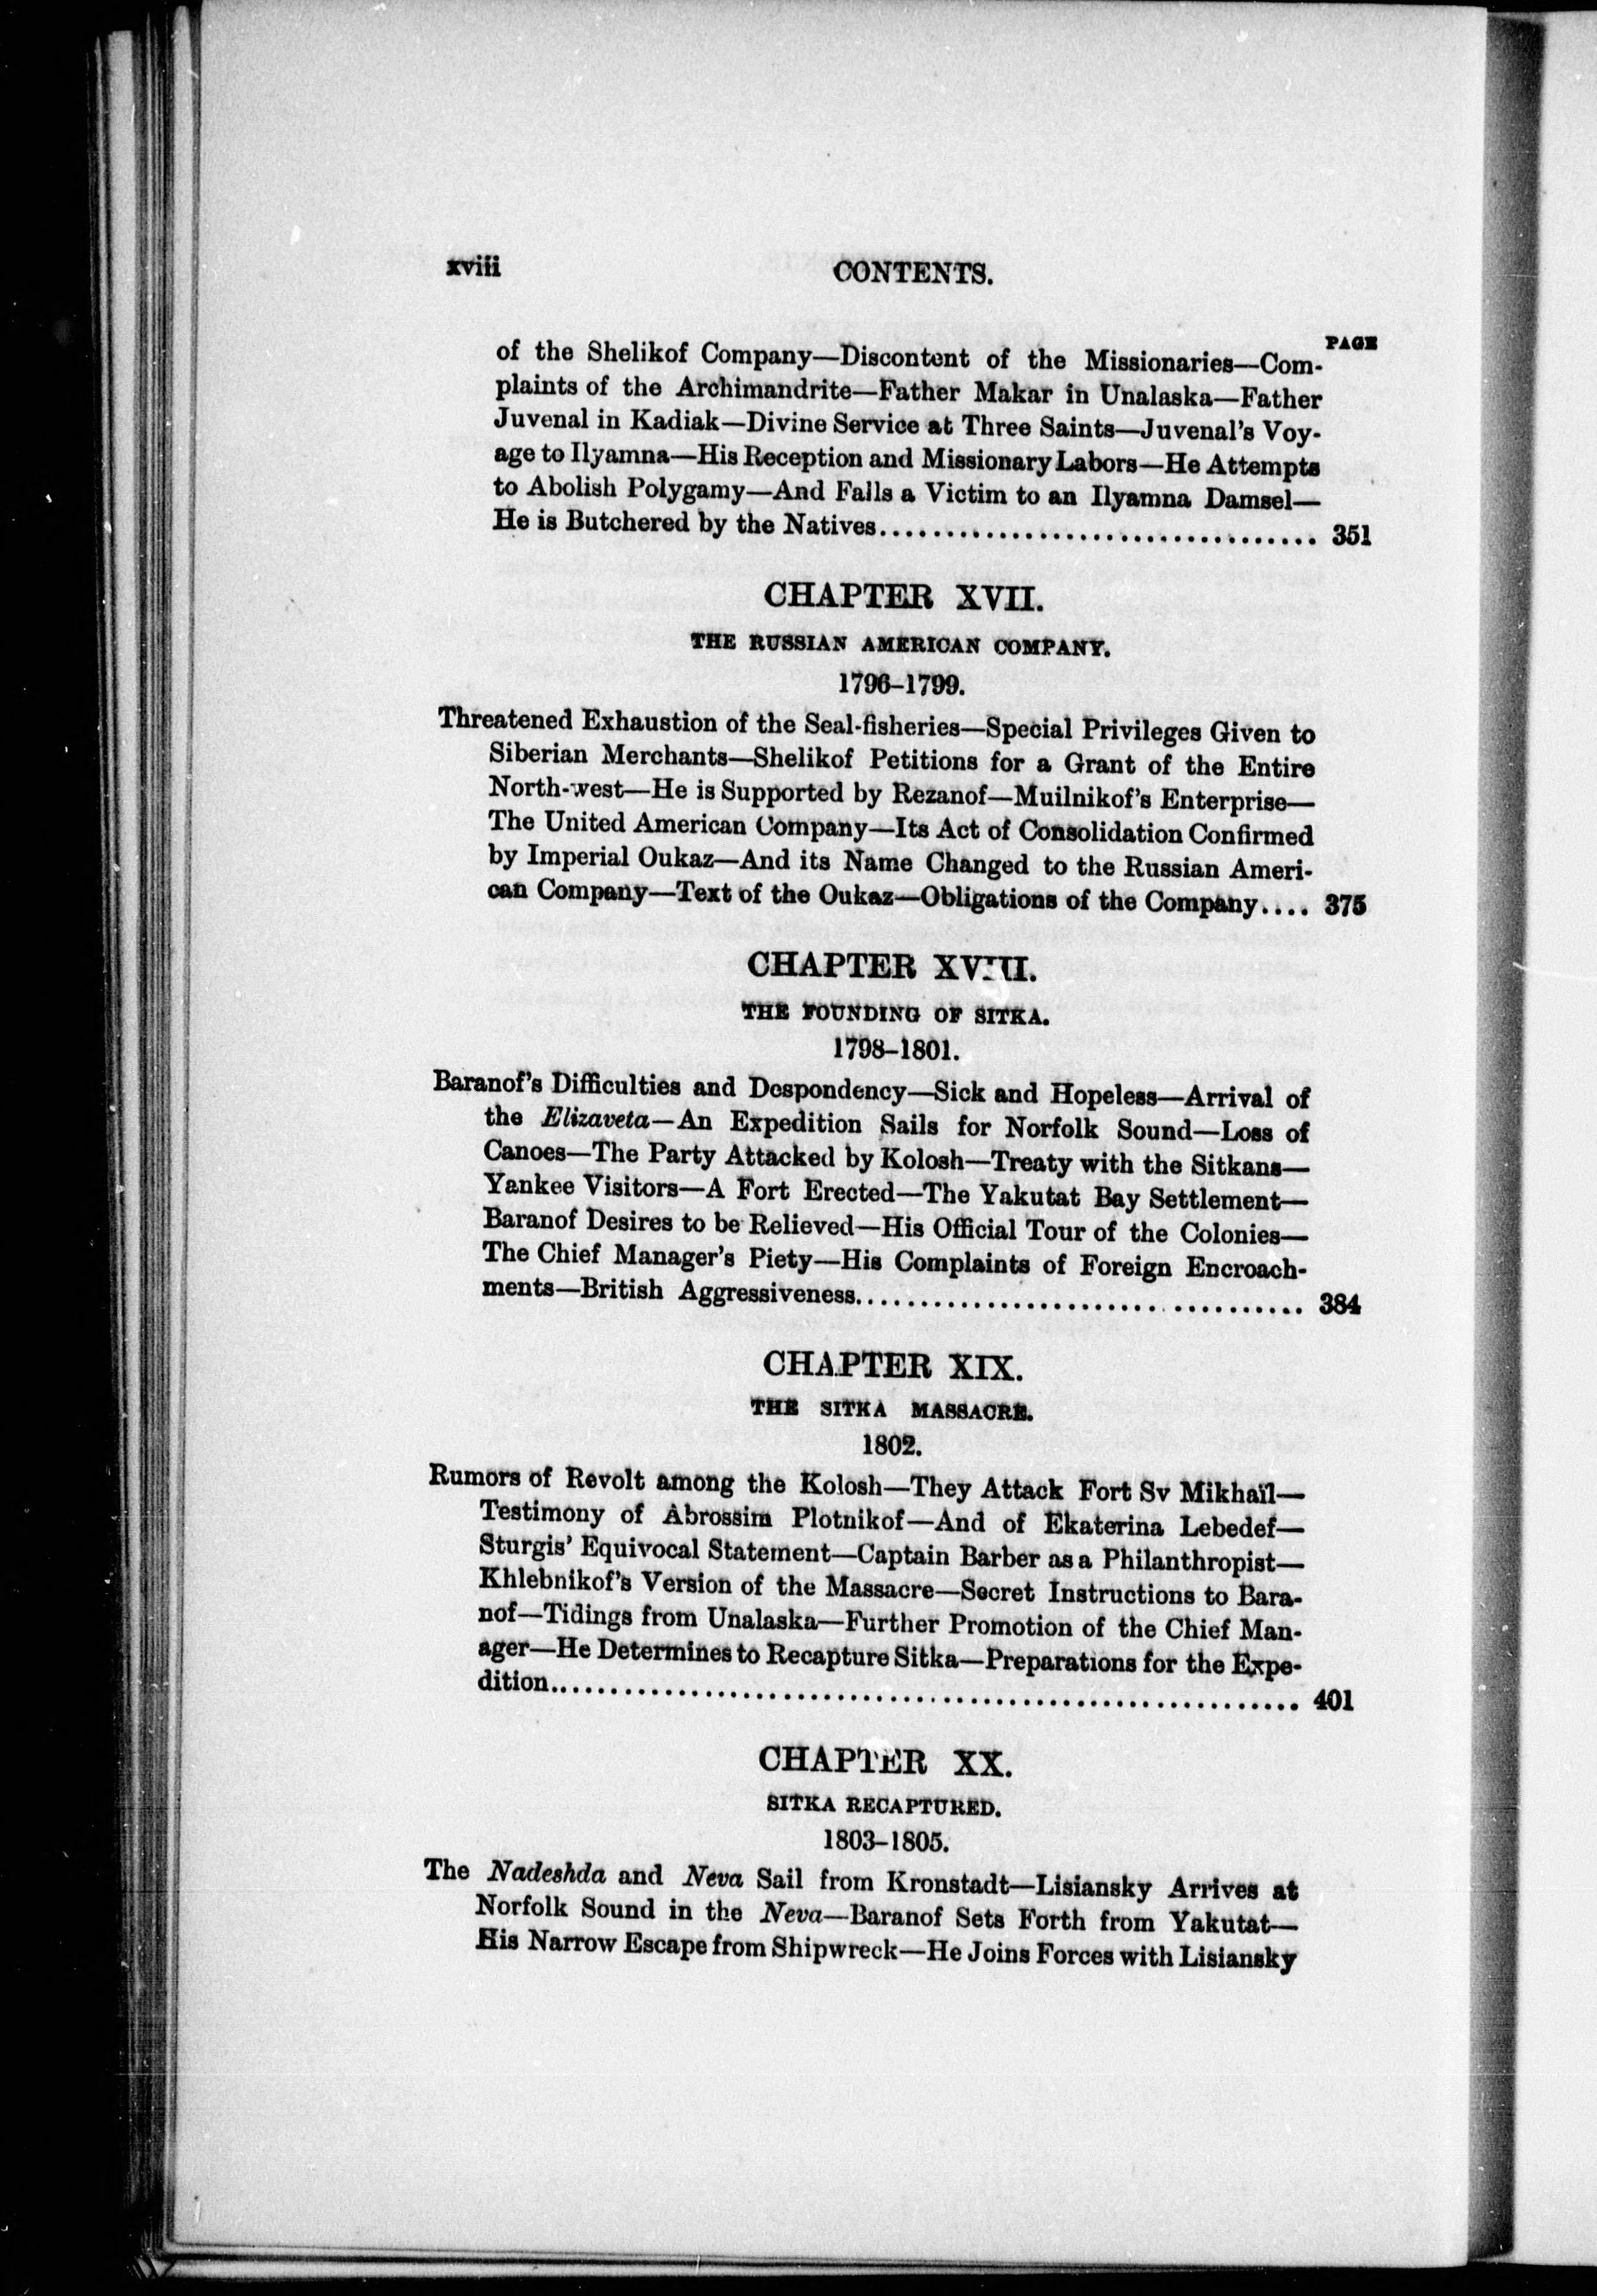 xviii CONTENTS.
PAGE
of the Shelikof Company—Discontent of the Missionaries—Com-
plaints of the Archimandrite—Father Makar in Unalaska—Father
Juvenal in Kadiak—Divine Service at Three Saints—Juvenal's Voy-
age to Ilyamna—His Reception and Missionary Labors—He Attempts
to Abolish Polygamy—And Falls a Victim to an Ilyamna Damsel—
He is Butchered by the Natives.................................. 351
CHAPTER XVII.
THE RUSSIAN AMERICAN COMPANY.
1796–1799.
Threatened Exhaustion of the Seal-fisheries—Special Privileges Given to
Siberian Merchants—Shelikof Petitions for a Grant of the Entire
North-west—He is Supported by Rezanof—Muilnikof's Enterprise—
The United American Company—Its Act of Consolidation Confirmed
by Imperial Oukaz—And its Name Changed to the Russian Ameri-
can Company—Text of the Oukaz—Obligations of the Company.... 375
CHAPTER XVIII.
THE FOUNDING OF SITKA.
1798–1801.
Baranof's Difficulties and Despondency—Sick and Hopeless—Arrival of
the Elizaveta—An Expedition Sails for Norfolk Sound—Loss of
Canoes—The Party Attacked by Kolosh—Treaty with the Sitkans—
Yankee Visitors—A Fort Erected—The Yakutat Bay Settlement—
Baranof Desires to be Relieved—His Official Tour of the Colonies—
The Chief Manager's Piety—His Complaints of Foreign Encroach-
ments—British Aggressiveness.................................. 384
CHAPTER XIX.
THE SITKA MASSACRE.
1802.
Rumors of Revolt among the Kolosh—They Attack Fort Sv Mikhaïl—
Testimony of Abrossim Plotnikof—And of Ekaterina Lebedef—
Sturgis' Equivocal Statement—Captain Barber as a Philanthropist—
Khlebnikof's Version of the Massacre—Secret Instructions to Bara-
nof—Tidings from Unalaska—Further Promotion of the Chief Man-
ager—He Determines to Recapture Sitka—Preparations for the Expe-
dition.......................................................... 401
CHAPTER XX.
SITKA RECAPTURED.
1803–1805.
The Nadeshda and Neva Sail from Kronstadt—Lisiansky Arrives at
Norfolk Sound in the Neva—Baranof Sets Forth from Yakutat—
His Narrow Escape from Shipwreck—He Joins Forces with Lisiansky